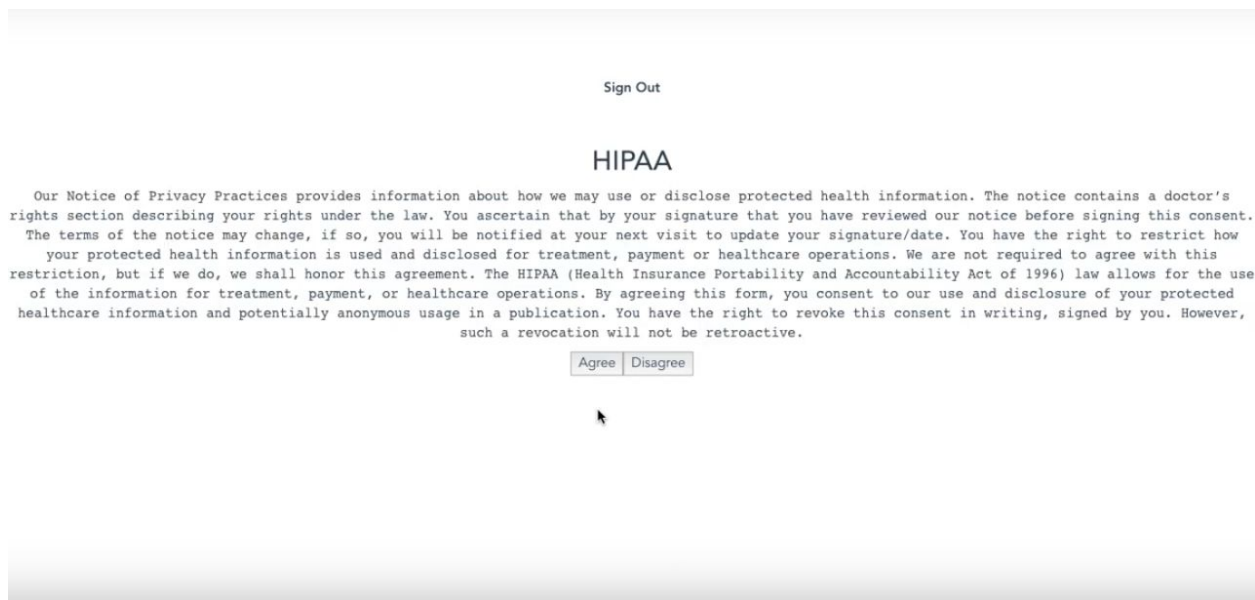 Sign Out
HIPAA
Our Notice of Privacy Practices provides information about how we may use or disclose protected health information. The notice contains a doctor's
rights section describing your rights under the law. You ascertain that by your signature that you have reviewed our notice before signing this consent.
The terms of the notice may change, if so, you will be notified at your next visit to update your signature/date. You have the right to restrict how
your protected health information is used and disclosed for treatment, payment or healthcare operations. We are not required to agree with this
restriction, but if we do, we shall honor this agreement. The HIPAA (Health Insurance Portability and Accountability Act of 1996) law allows for the use
of the information for treatment, payment, or healthcare operations. By agreeing this form, you consent to our use and disclosure of your protected
healthcare information and potentially anonymous usage in a publication. You have the right to revoke this consent in writing, signed by you. However,
such a revocation will not be retroactive.
Agree Disagree